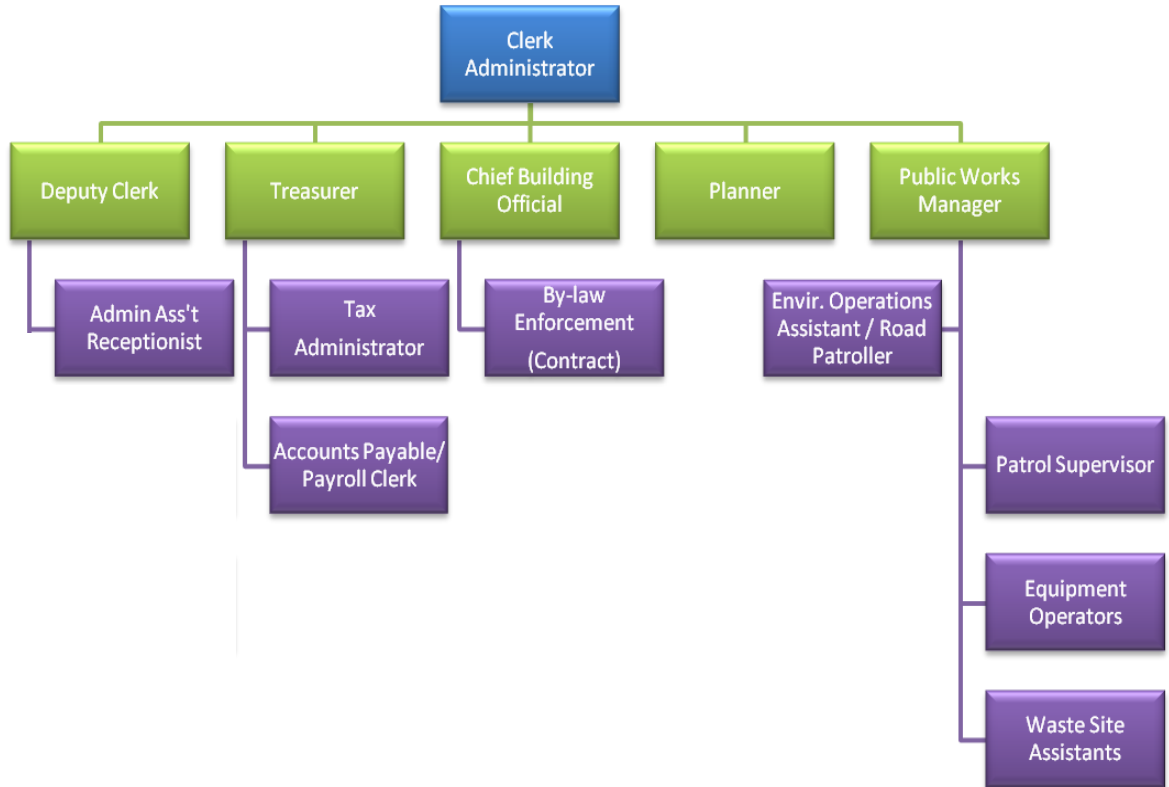 Clerk
Administrator
Deputy Clerk
Treasurer
Chief Building
Official
Planner
Public Works
Manager
Admin Ass't
Receptionist
Tax
Administrator
By-law
Enforcement
(Contract)
Envir. Operations
Assistant / Road
Patroller
Accounts Payable/
Payroll Clerk
Patrol Supervisor
Equipment
Operators
Waste Site
Assistants